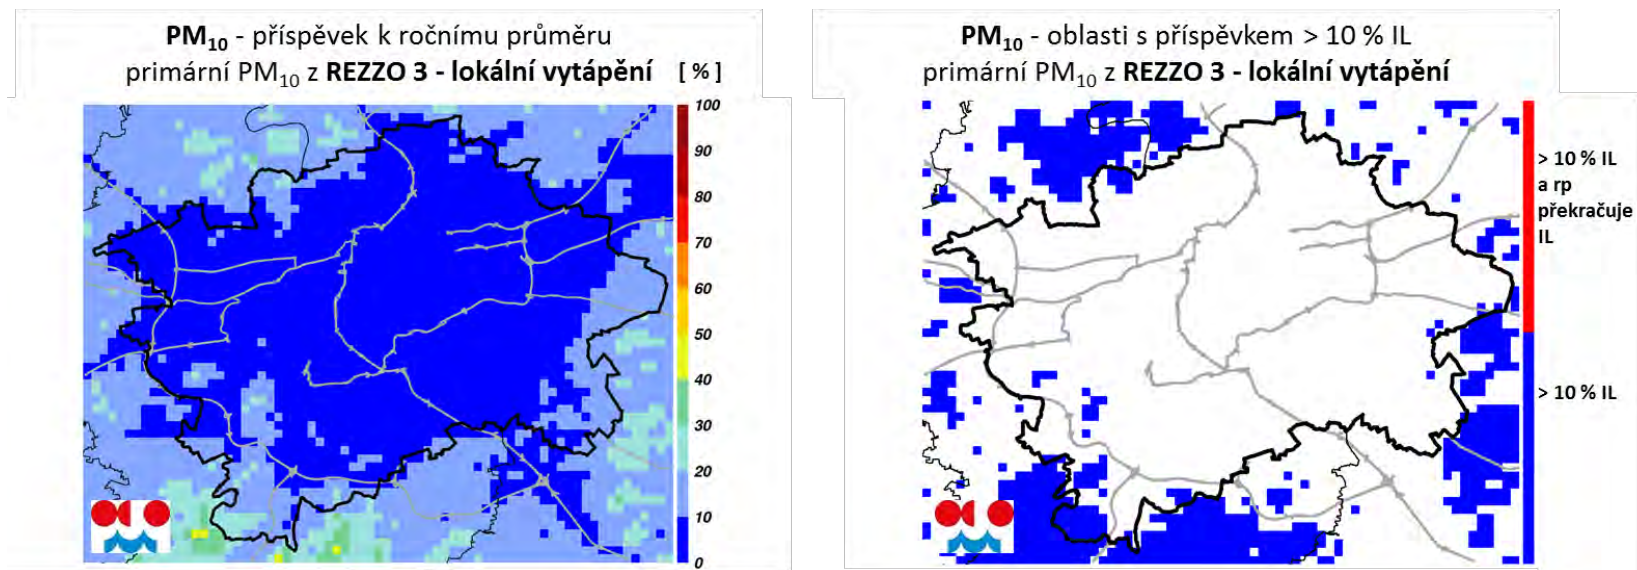 PM₁₀ - příspěvek k ročnímu průměru
primární PM₁₀ z REZZO 3 - lokální vytápění [ % ]
100
90
80
70
60
50
40
30
20
10
0
PM₁₀ - oblasti s příspěvkem > 10 % IL
primární PM₁₀ z REZZO 3 - lokální vytápění
> 10 % IL
a rp
překračuje
IL
> 10 % IL